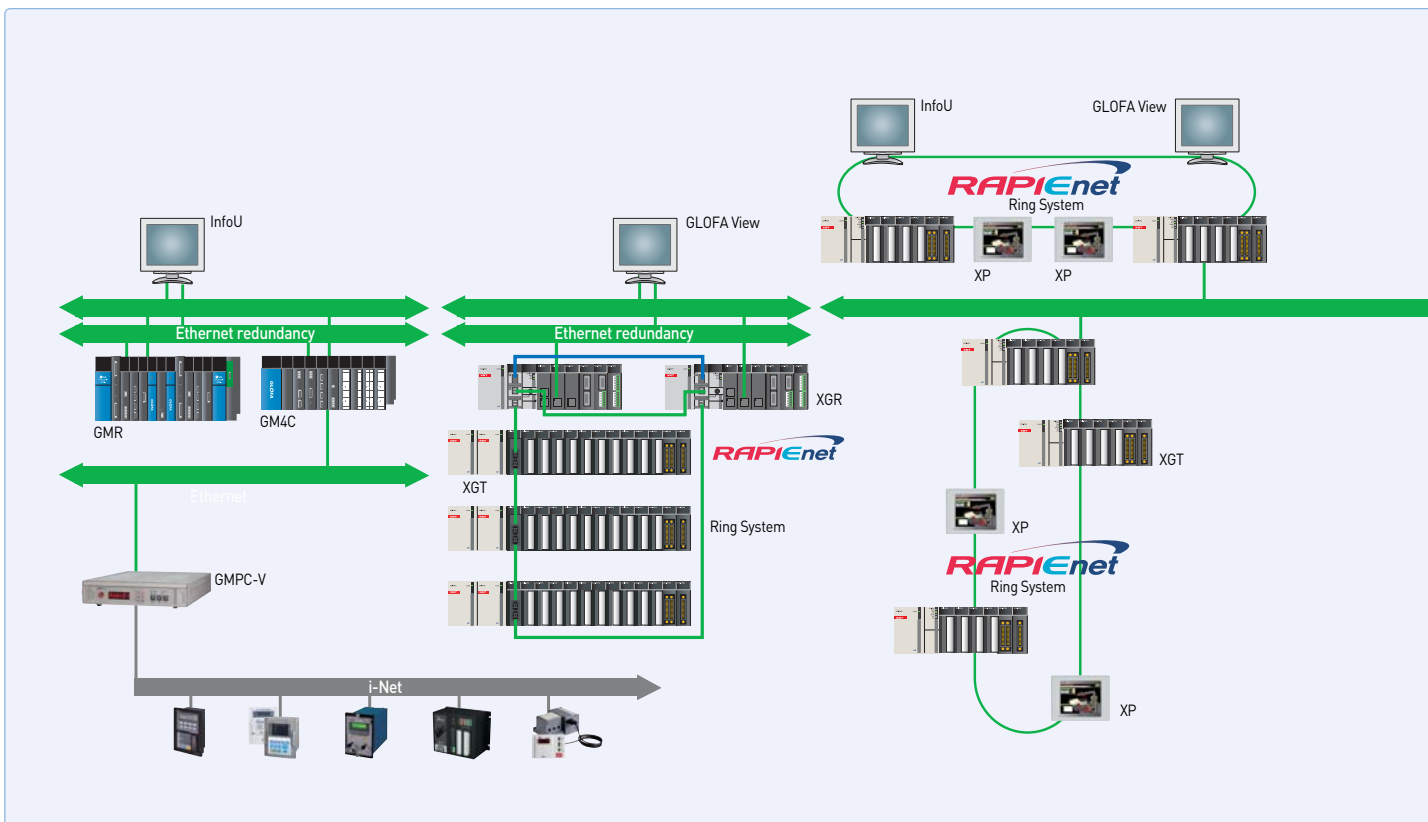 InfoU
GLOFA View
RAPIEnet
Ring System
XP
XP
InfoU
GLOFA View
Ethernet redundancy
Ethernet redundancy
GMR
GM4C
XGR
RAPIEnet
XGT
Ethernet
XGT
XP
Ring System
RAPIEnet
Ring System
GMPC-V
i-Net
XP